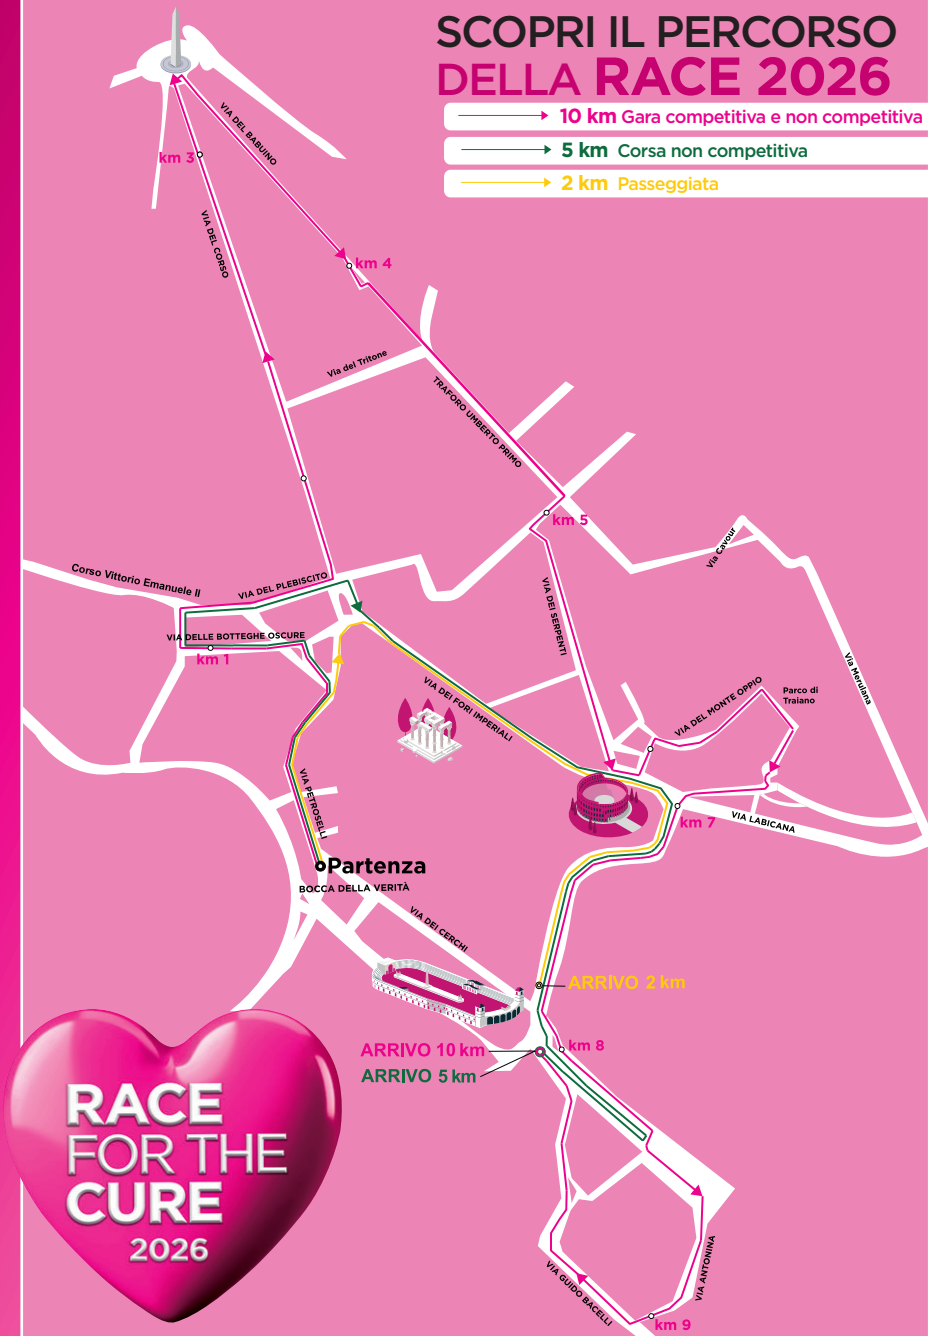 SCOPRI IL PERCORSO
DELLA RACE 2026
10 km Gara competitiva e non competitiva
5 km Corsa non competitiva
2 km Passeggiata
VIA DEL BABUINO
km 3
VIA DEL CORSO
km 4
Via del Tritone
TRAFORO UMBERTO PRIMO
km 5
Via Cavour
Corso Vittorio Emanuele II
VIA DEL PLEBISCITO
VIA DEI SERPENTI
VIA DELLE BOTTEGHE OSCURE
km 1
Via Merulana
VIA DEI FORI IMPERIALI
VIA DEL MONTE OPPIO
Parco di
Traiano
VIA PETROSELLI
km 7
VIA LABICANA
Partenza
BOCCA DELLA VERITÀ
VIA DEI CERCHI
ARRIVO 2 km
km 8
ARRIVO 10 km
ARRIVO 5 km
RACE
FOR THE
CURE
2026
VIA ANTONINA
VIA GUIDO BACELLI
km 9